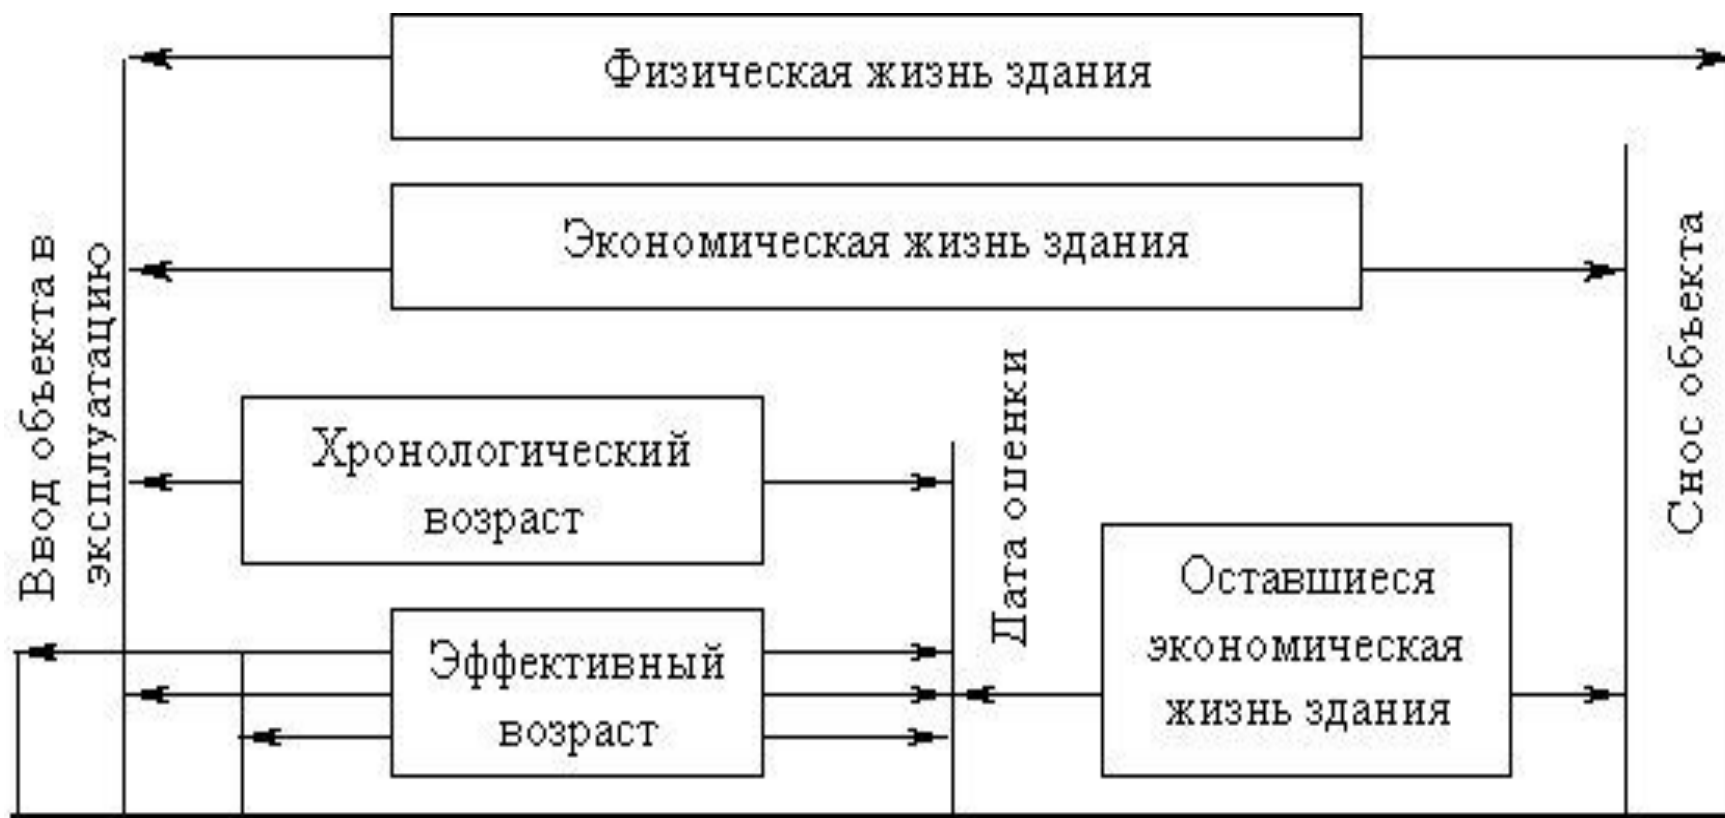 Физическая жизнь здания
Экономическая жизнь здания
Ввод объекта в
эксплуатацию
Хронологический
возраст
Эффективный
возраст
Дата оценки
Оставшиеся
экономическая
жизнь здания
Снос объекта